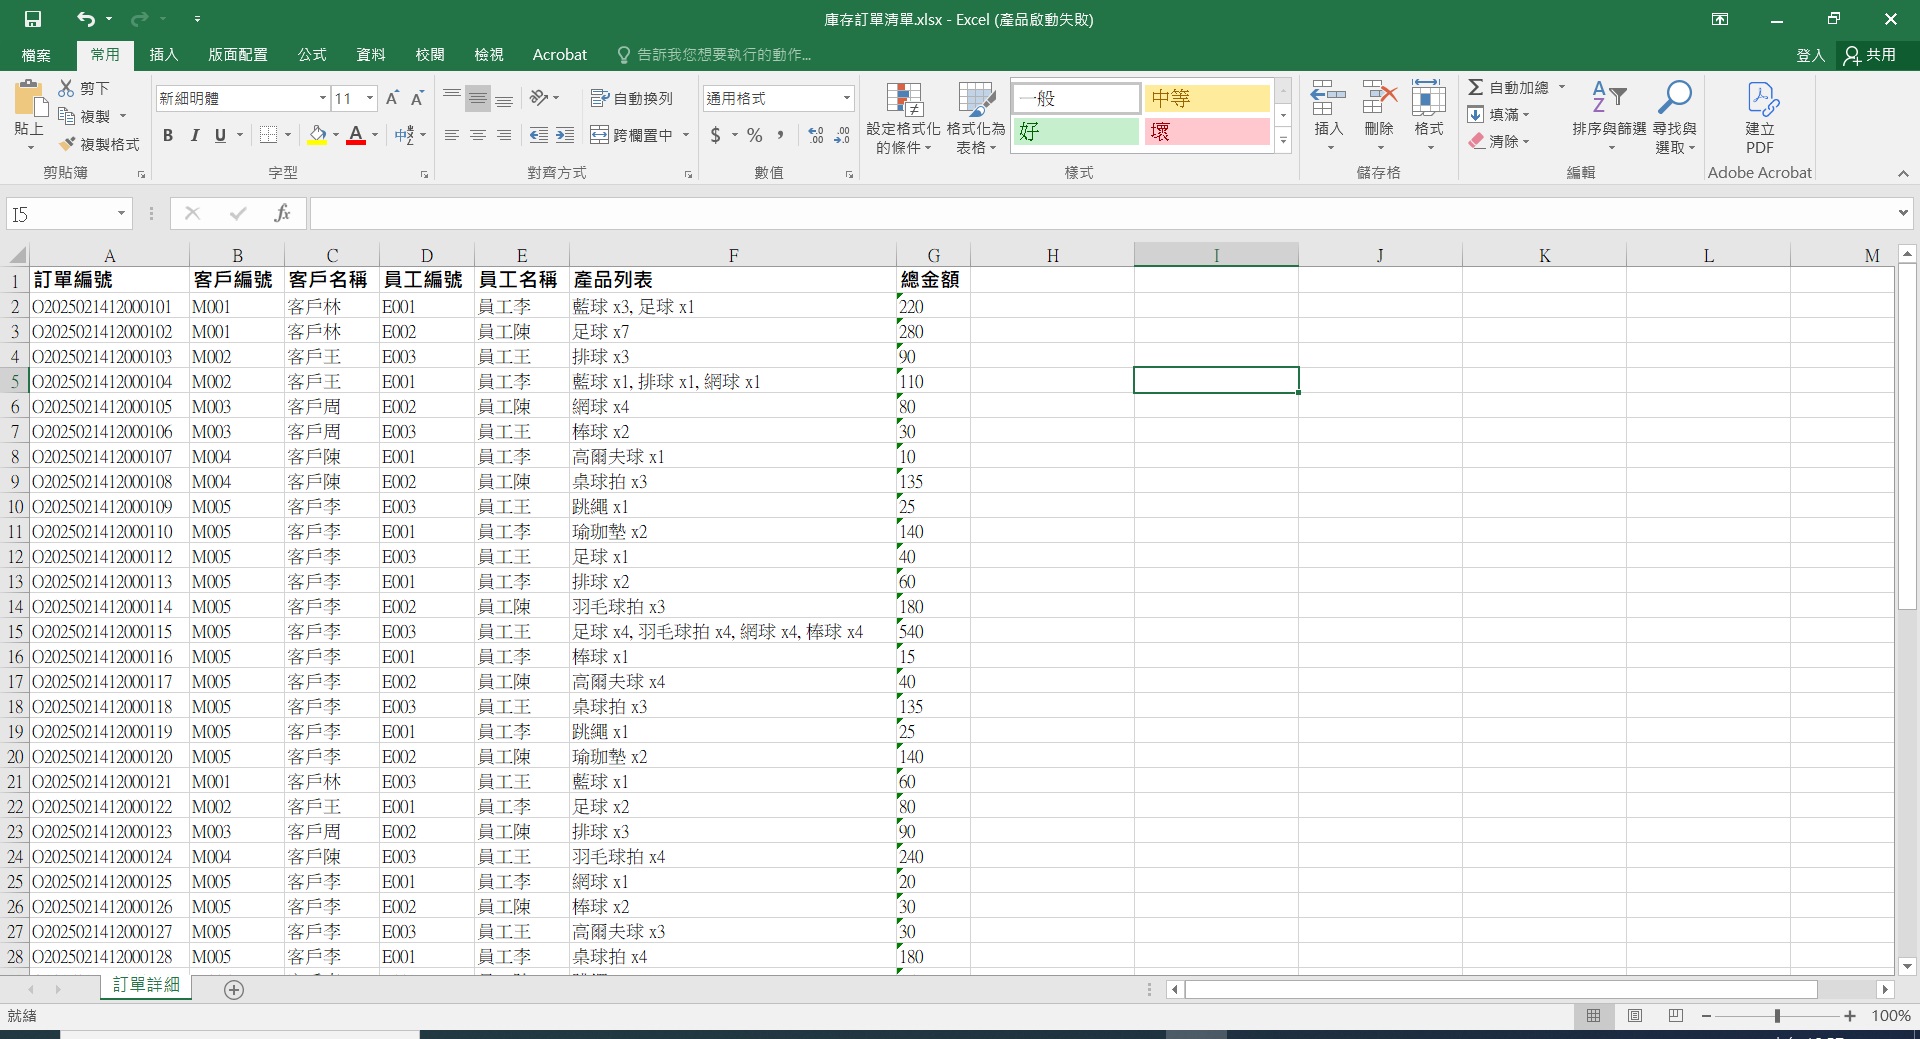 庫存訂單清單.xlsx - Excel (產品啟動失敗)
檔案 常用 插入 版面配置 公式 資料 校閱 檢視 Acrobat 告訴我您想要執行的動作... 登入 共用
貼上 剪下 複製 複製格式 剪貼簿
新細明體 11 B I U A 字型
自動換列 跨欄置中 對齊方式
通用格式 $ % , 數值
設定格式化的條件 格式化為表格 一般 中等 好 壞 樣式
插入 刪除 格式 儲存格
自動加總 填滿 清除 排序與篩選 尋找與選取 編輯
建立 PDF Adobe Acrobat
I5 fx
A B C D E F G H I J K L M
1 訂單編號 客戶編號 客戶名稱 員工編號 員工名稱 產品列表 總金額
2 O2025021412000101 M001 客戶林 E001 員工李 藍球 x3, 足球 x1 220
3 O2025021412000102 M001 客戶林 E002 員工陳 足球 x7 280
4 O2025021412000103 M002 客戶王 E003 員工王 排球 x3 90
5 O2025021412000104 M002 客戶王 E001 員工李 藍球 x1, 排球 x1, 網球 x1 110
6 O2025021412000105 M003 客戶周 E002 員工陳 網球 x4 80
7 O2025021412000106 M003 客戶周 E003 員工王 棒球 x2 30
8 O2025021412000107 M004 客戶陳 E001 員工李 高爾夫球 x1 10
9 O2025021412000108 M004 客戶陳 E002 員工陳 桌球拍 x3 135
10 O2025021412000109 M005 客戶李 E003 員工王 跳繩 x1 25
11 O2025021412000110 M005 客戶李 E001 員工李 瑜珈墊 x2 140
12 O2025021412000112 M005 客戶李 E003 員工王 足球 x1 40
13 O2025021412000113 M005 客戶李 E001 員工李 排球 x2 60
14 O2025021412000114 M005 客戶李 E002 員工陳 羽毛球拍 x3 180
15 O2025021412000115 M005 客戶李 E003 員工王 足球 x4, 羽毛球拍 x4, 網球 x4, 棒球 x4 540
16 O2025021412000116 M005 客戶李 E001 員工李 棒球 x1 15
17 O2025021412000117 M005 客戶李 E002 員工陳 高爾夫球 x4 40
18 O2025021412000118 M005 客戶李 E003 員工王 桌球拍 x3 135
19 O2025021412000119 M005 客戶李 E001 員工李 跳繩 x1 25
20 O2025021412000120 M005 客戶李 E002 員工陳 瑜珈墊 x2 140
21 O2025021412000121 M001 客戶林 E003 員工王 藍球 x1 60
22 O2025021412000122 M002 客戶王 E001 員工李 足球 x2 80
23 O2025021412000123 M003 客戶周 E002 員工陳 排球 x3 90
24 O2025021412000124 M004 客戶陳 E003 員工王 羽毛球拍 x4 240
25 O2025021412000125 M005 客戶李 E001 員工李 網球 x1 20
26 O2025021412000126 M005 客戶李 E002 員工陳 棒球 x2 30
27 O2025021412000127 M005 客戶李 E003 員工王 高爾夫球 x3 30
28 O2025021412000128 M005 客戶李 E001 員工李 桌球拍 x4 180
訂單詳細
就緒 100%